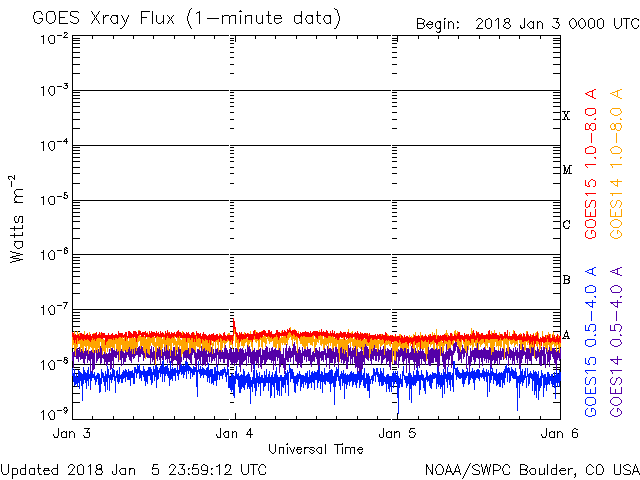 GOES Xray Flux (1-minute data)
Begin: 2018 Jan 3 0000 UTC
10⁻²
10⁻³
10⁻⁴
10⁻⁵
10⁻⁶
10⁻⁷
10⁻⁸
10⁻⁹
Watts m⁻²
X
M
C
B
A
GOES15 1.0-8.0 A
GOES14 1.0-8.0 A
GOES15 0.5-4.0 A
GOES14 0.5-4.0 A
Jan 3 Jan 4 Jan 5 Jan 6
Universal Time
Updated 2018 Jan 5 23:59:12 UTC
NOAA/SWPC Boulder, CO USA